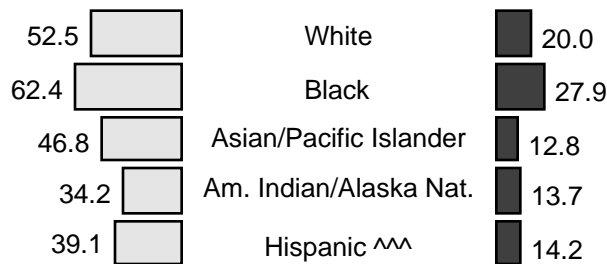 52.5 White 20.0
62.4 Black 27.9
46.8 Asian/Pacific Islander 12.8
34.2 Am. Indian/Alaska Nat. 13.7
39.1 Hispanic ^^^ 14.2